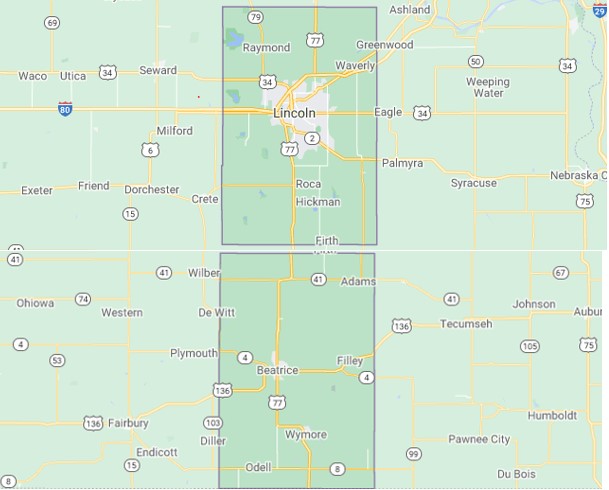 79
Ashland
29
69
77
Raymond
Greenwood
Waverly
50
34
Waco
Utica
34
Seward
34
Weeping
Water
80
Lincoln
Eagle
34
Milford
2
6
77
Palmyra
Exeter
Friend
Dorchester
Crete
Roca
Syracuse
Nebraska C
75
Hickman
15
Firth
41
41
Wilber
41
Adams
67
Ohiowa
74
Western
De Witt
41
Johnson
Aubur
136
Tecumseh
4
53
Plymouth
4
Beatrice
Filley
105
75
4
136
77
136
Fairbury
103
Diller
Wymore
Humboldt
Pawnee City
Endicott
15
99
8
Odell
8
Du Bois